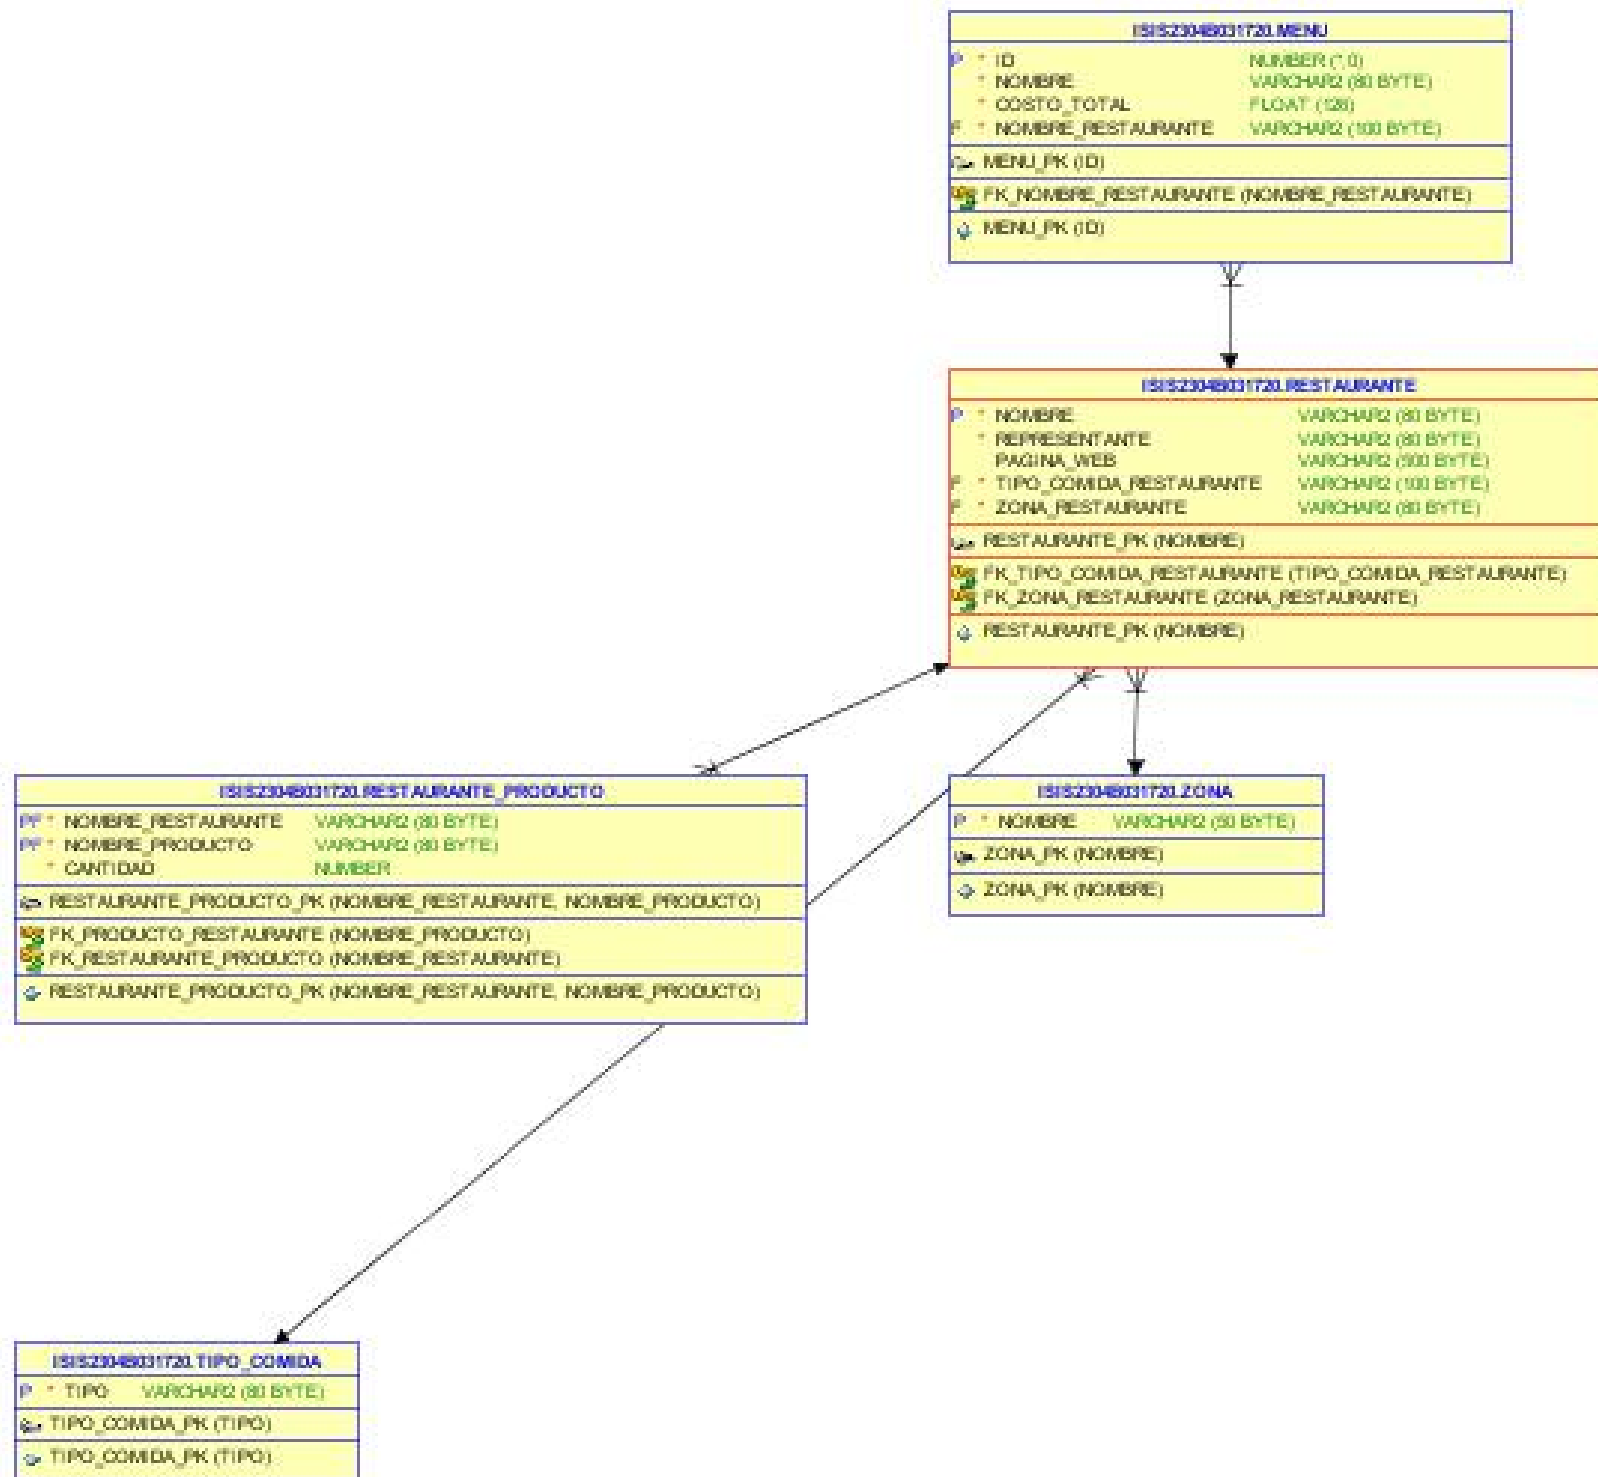 ISIS2304B031720.MENU
P * ID NUMBER (*,0)
* NOMBRE VARCHAR2 (80 BYTE)
* COSTO_TOTAL FLOAT (126)
F * NOMBRE_RESTAURANTE VARCHAR2 (100 BYTE)
MENU_PK (ID)
FK_NOMBRE_RESTAURANTE (NOMBRE_RESTAURANTE)
MENU_PK (ID)
ISIS2304B031720.RESTAURANTE
P * NOMBRE VARCHAR2 (80 BYTE)
* REPRESENTANTE VARCHAR2 (80 BYTE)
PAGINA_WEB VARCHAR2 (500 BYTE)
F * TIPO_COMIDA_RESTAURANTE VARCHAR2 (100 BYTE)
F * ZONA_RESTAURANTE VARCHAR2 (80 BYTE)
RESTAURANTE_PK (NOMBRE)
FK_TIPO_COMIDA_RESTAURANTE (TIPO_COMIDA_RESTAURANTE)
FK_ZONA_RESTAURANTE (ZONA_RESTAURANTE)
RESTAURANTE_PK (NOMBRE)
ISIS2304B031720.RESTAURANTE_PRODUCTO
PF * NOMBRE_RESTAURANTE VARCHAR2 (80 BYTE)
PF * NOMBRE_PRODUCTO VARCHAR2 (80 BYTE)
* CANTIDAD NUMBER
RESTAURANTE_PRODUCTO_PK (NOMBRE_RESTAURANTE, NOMBRE_PRODUCTO)
FK_PRODUCTO_RESTAURANTE (NOMBRE_PRODUCTO)
FK_RESTAURANTE_PRODUCTO (NOMBRE_RESTAURANTE)
RESTAURANTE_PRODUCTO_PK (NOMBRE_RESTAURANTE, NOMBRE_PRODUCTO)
ISIS2304B031720.ZONA
P * NOMBRE VARCHAR2 (50 BYTE)
ZONA_PK (NOMBRE)
ZONA_PK (NOMBRE)
ISIS2304B031720.TIPO_COMIDA
P * TIPO VARCHAR2 (80 BYTE)
TIPO_COMIDA_PK (TIPO)
TIPO_COMIDA_PK (TIPO)